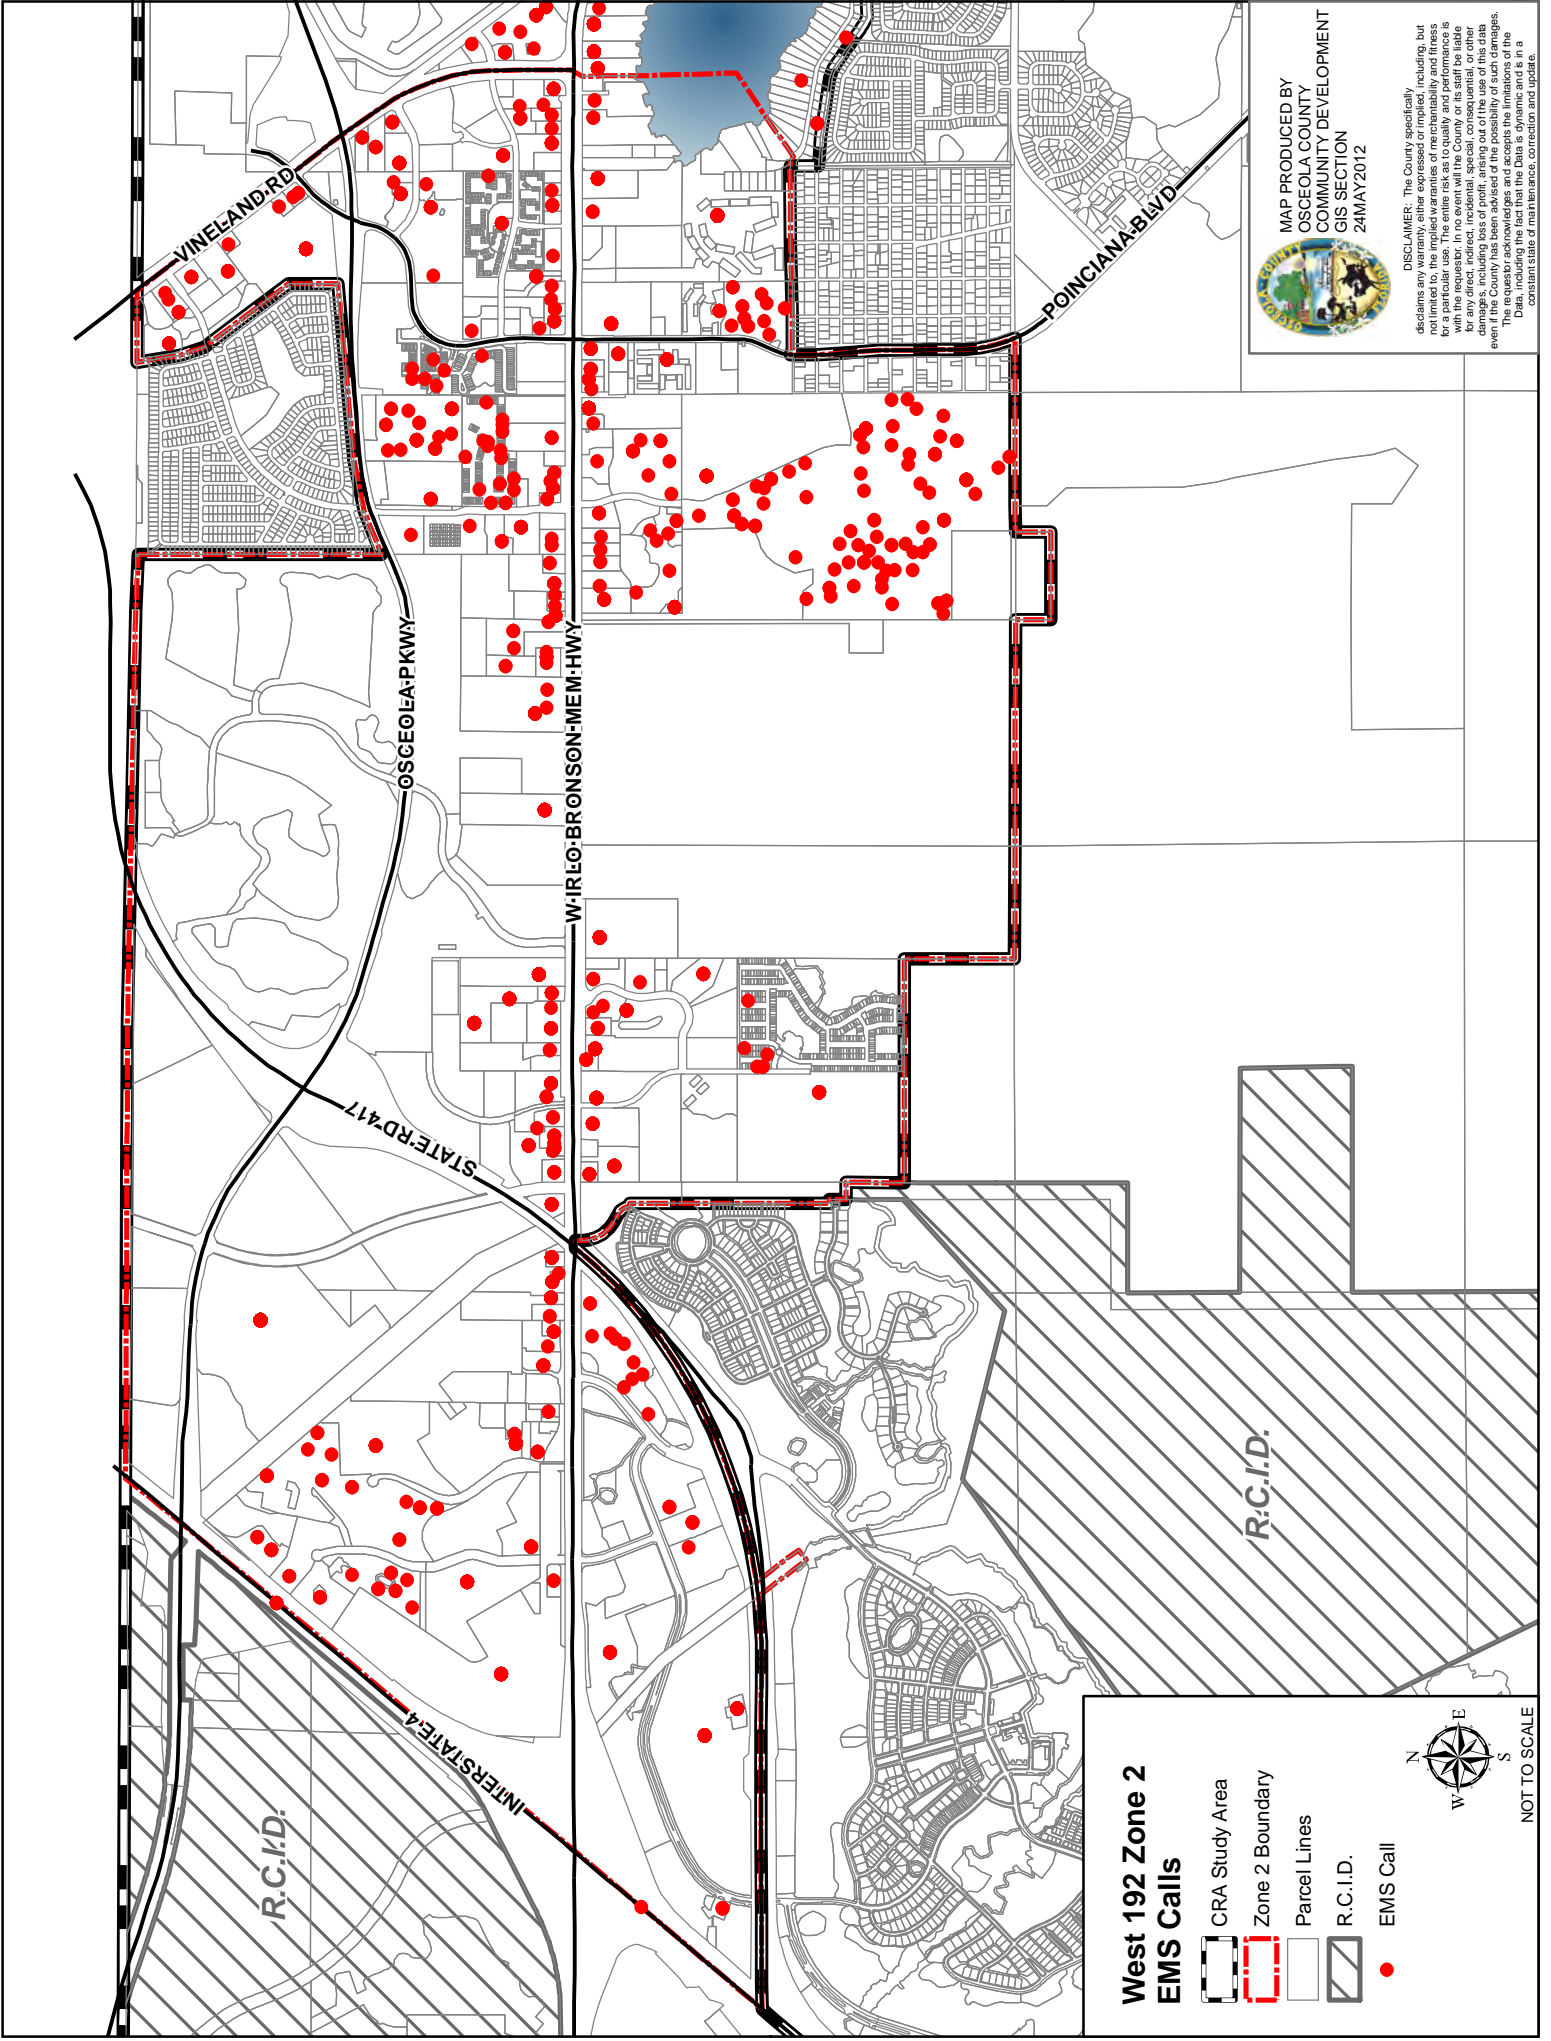 West 192 Zone 2
EMS Calls
CRA Study Area
Zone 2 Boundary
Parcel Lines
R.C.I.D.
EMS Call
N
W
E
S
NOT TO SCALE
R.C.I.D.
INTERSTATE 4
STATE RD 417
OSCEOLA PKWY
W IRLO BRONSON MEM HWY
VINELAND RD
POINCIANA BLVD
R.C.I.D.
MAP PRODUCED BY
OSCEOLA COUNTY
COMMUNITY DEVELOPMENT
GIS SECTION
24MAY2012
DISCLAIMER: The County specifically
disclaims any warranty, either expressed or implied, including, but
not limited to, the implied warranties of merchantability and fitness
for a particular use. The entire risk as to quality and performance is
with the requestor. In no event will the County or its staff be liable
for any direct, indirect, incidental, special, consequential, or other
damages, including loss of profit, arising out of the use of this data
even if the County has been advised of the possibility of such damages.
The requestor acknowledges and accepts the limitations of the
Data, including the fact that the Data is dynamic and is in a
constant state of maintenance, correction and update.